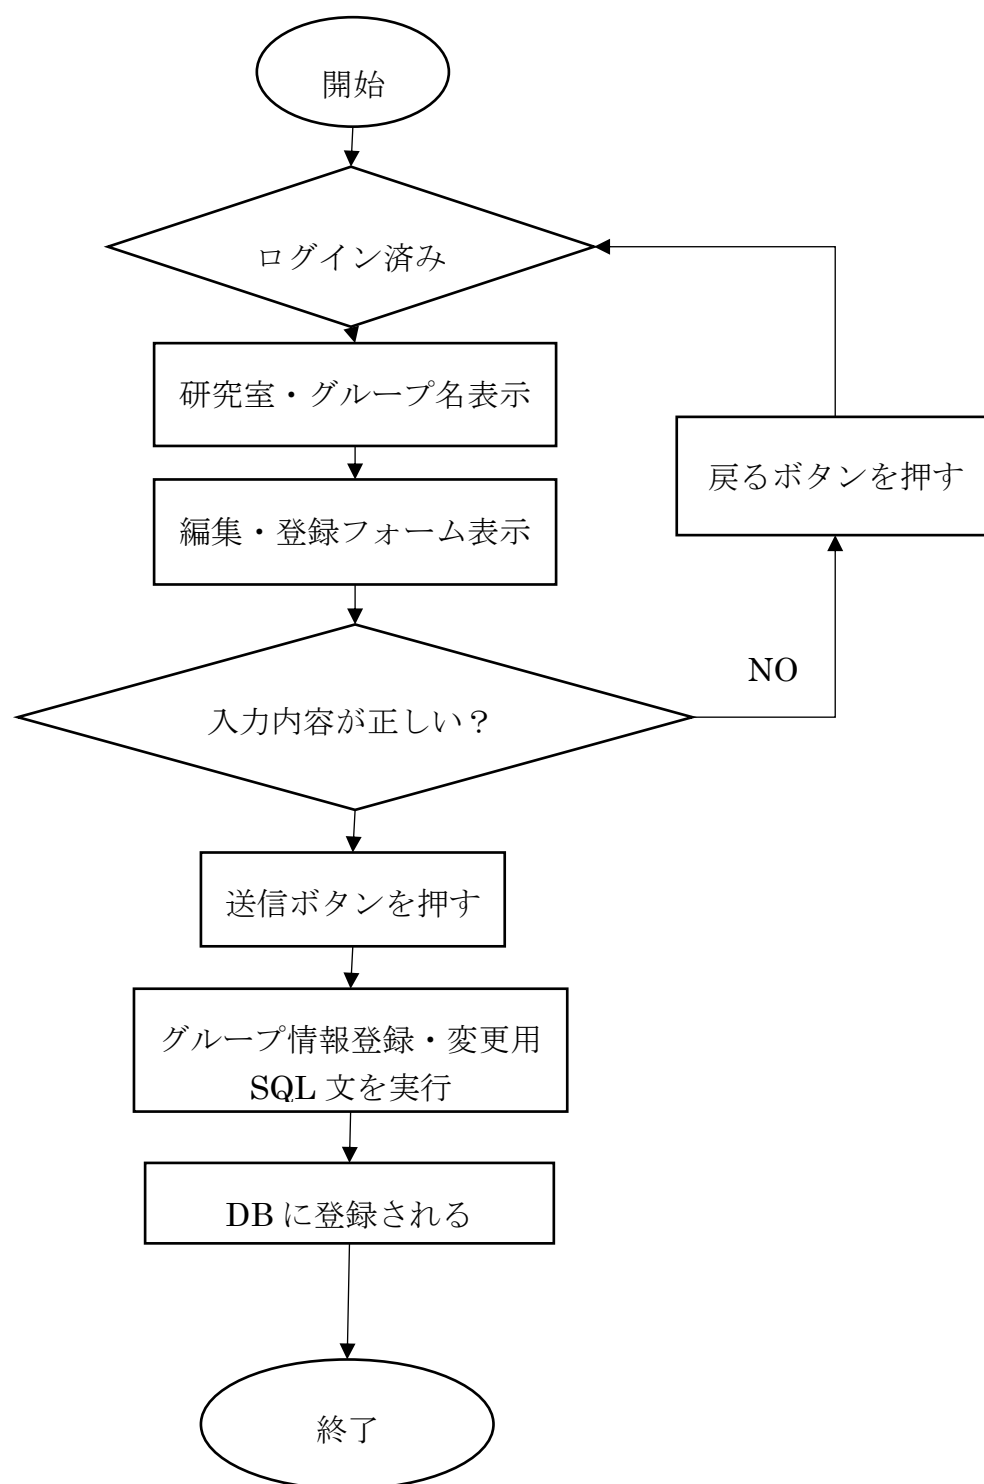 開始
ログイン済み
研究室・グループ名表示
戻るボタンを押す
編集・登録フォーム表示
NO
入力内容が正しい？
送信ボタンを押す
グループ情報登録・変更用
SQL 文を実行
DB に登録される
終了